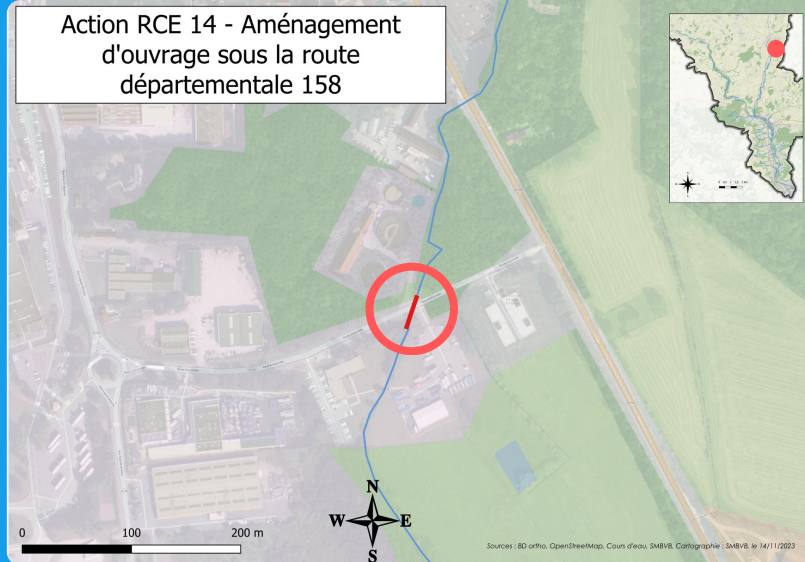 Action RCE 14 - Aménagement
d'ouvrage sous la route
départementale 158
N
W
E
S
0 100 200 m
Sources : BD ortho, OpenStreetMap, Cours d'eau, SMBVB, Cartographie : SMBVB, le 14/11/2023